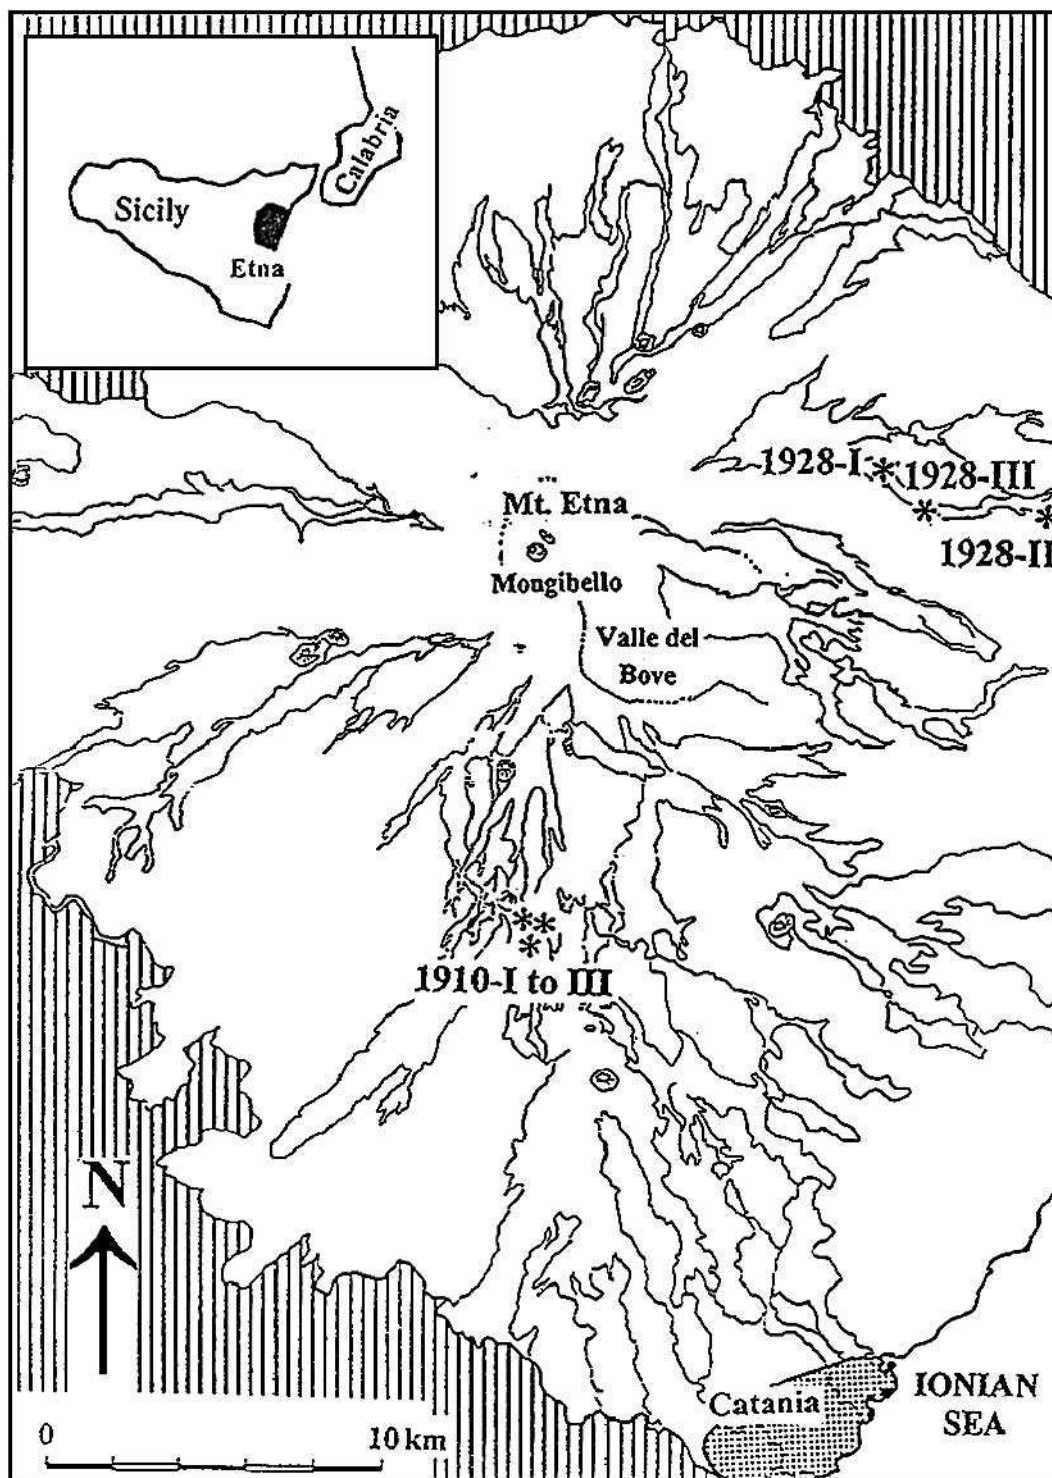 Calabria
Sicily
Etna
1928-I
1928-III
Mt. Etna
1928-II
Mongibello
Valle del
Bove
1910-I to III
N
Catania
IONIAN
SEA
0
10 km